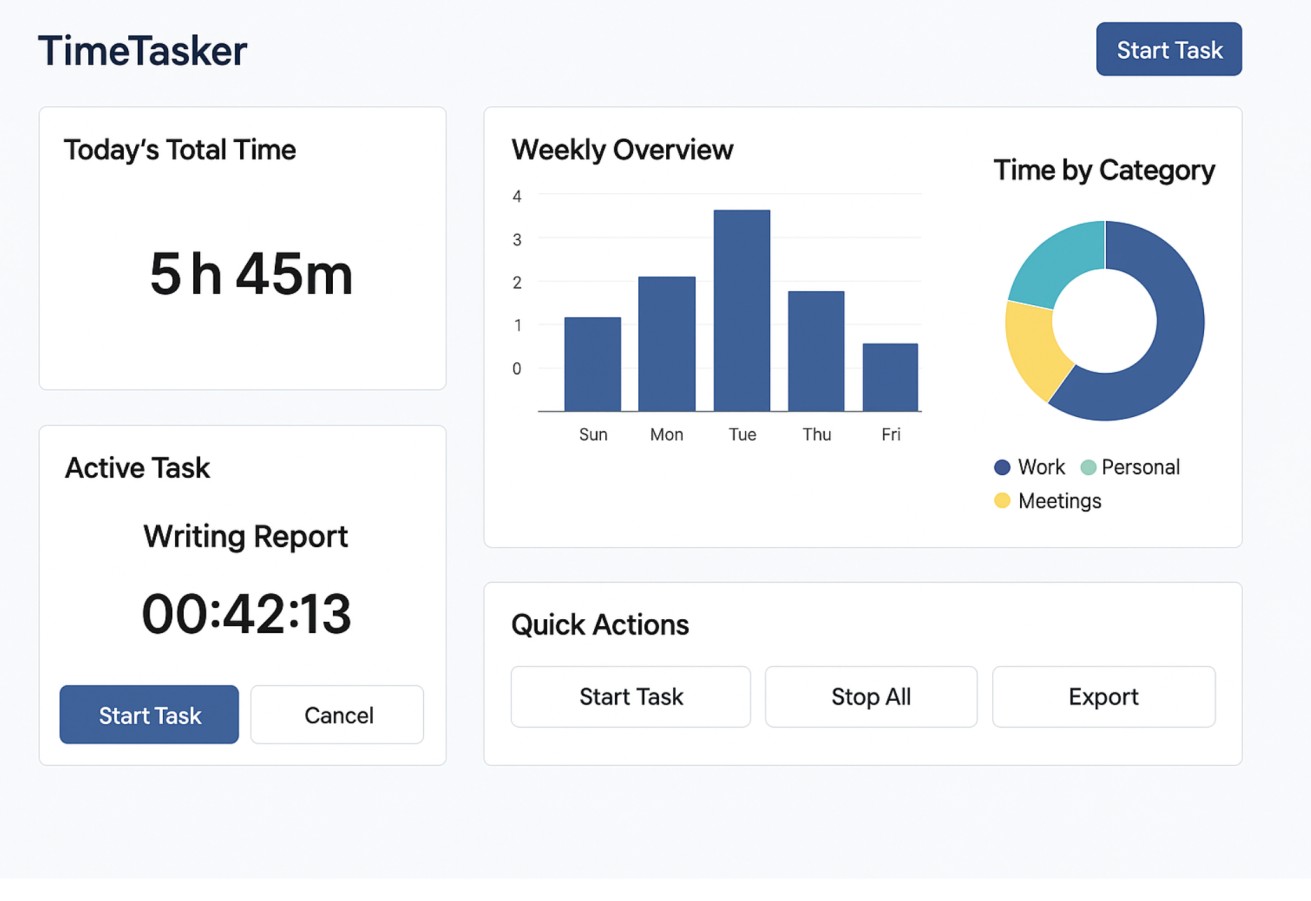 TimeTasker
Start Task
Today's Total Time
5 h 45m
Active Task
Writing Report
00:42:13
Start Task
Cancel
Weekly Overview
4
3
2
1
0
Sun Mon Tue Thu Fri
Time by Category
Work Personal
Meetings
Quick Actions
Start Task
Stop All
Export